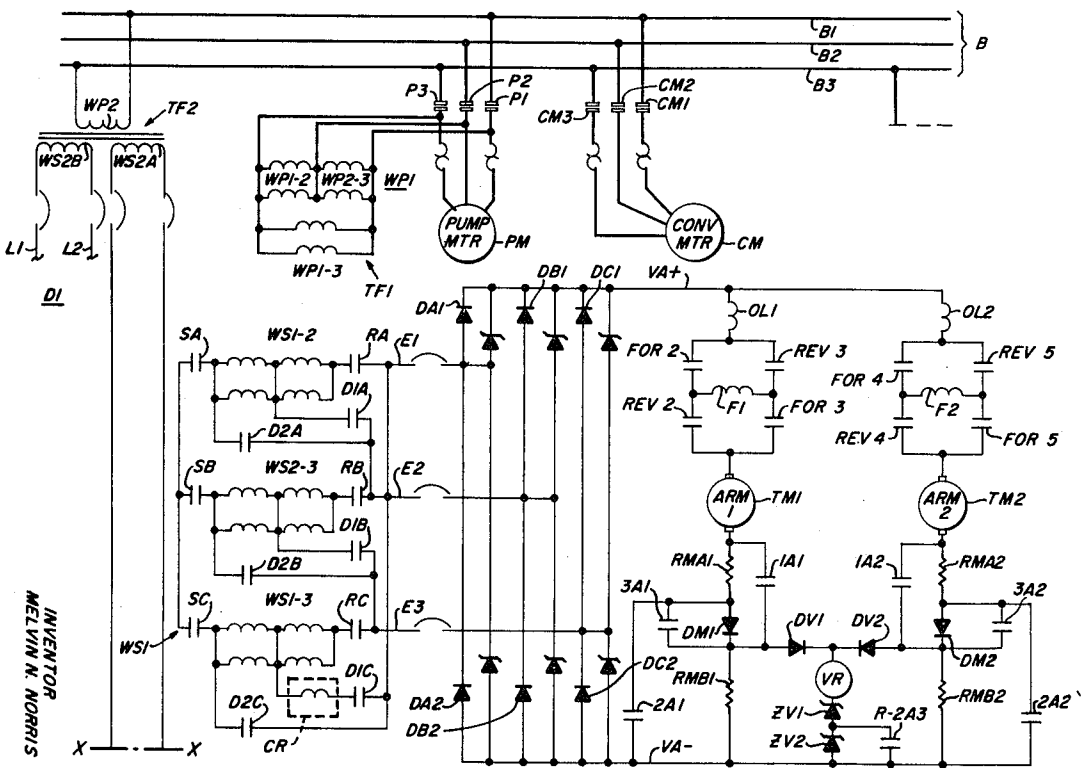 B1
B2
B3
B
WP2
TF2
WS2B
WS2A
L1
L2
D1
P3
P2
P1
CM3
CM2
CM1
WP1-2
WP2-3
WP1
WP1-3
TF1
PUMP MTR
PM
CONV MTR
CM
DA1
DB1
DC1
VA+
OL1
OL2
SA
WS1-2
RA
E1
D1A
D2A
FOR 2
REV 3
F1
REV 2
FOR 3
FOR 4
REV 5
F2
REV 4
FOR 5
SB
WS2-3
RB
E2
D1B
D2B
ARM 1
TM1
ARM 2
TM2
SC
WS1-3
RC
E3
WS1
D1C
D2C
CR
RMA1
1A1
1A2
RMA2
3A1
3A2
DM1
DV1
DV2
DM2
VR
RMB1
RMB2
DA2
DB2
DC2
2A1
ZV1
ZV2
R-2A3
2A2
VA-
X
X
INVENTOR
MELVIN N. NORRIS